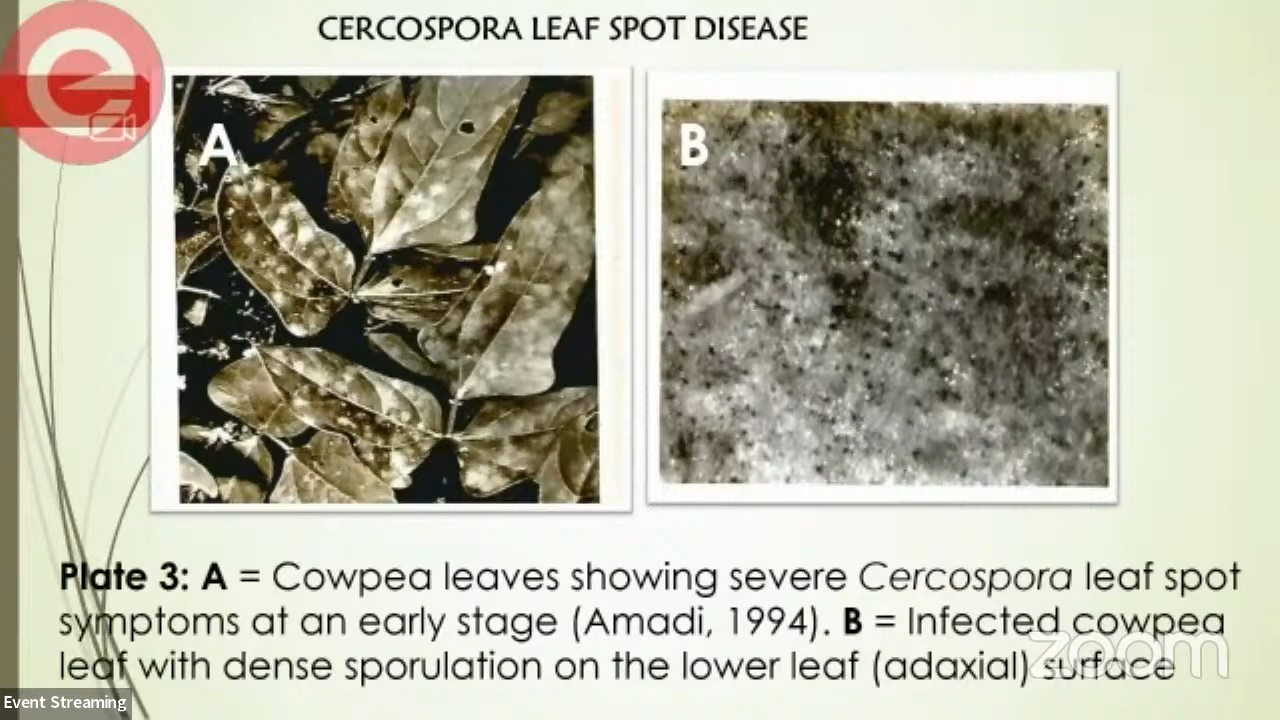 CERCOSPORA LEAF SPOT DISEASE
A
B
Plate 3: A = Cowpea leaves showing severe Cercospora leaf spot
symptoms at an early stage (Amadi, 1994). B = Infected cowpea
leaf with dense sporulation on the lower leaf (adaxial) surface
zoom
Event Streaming